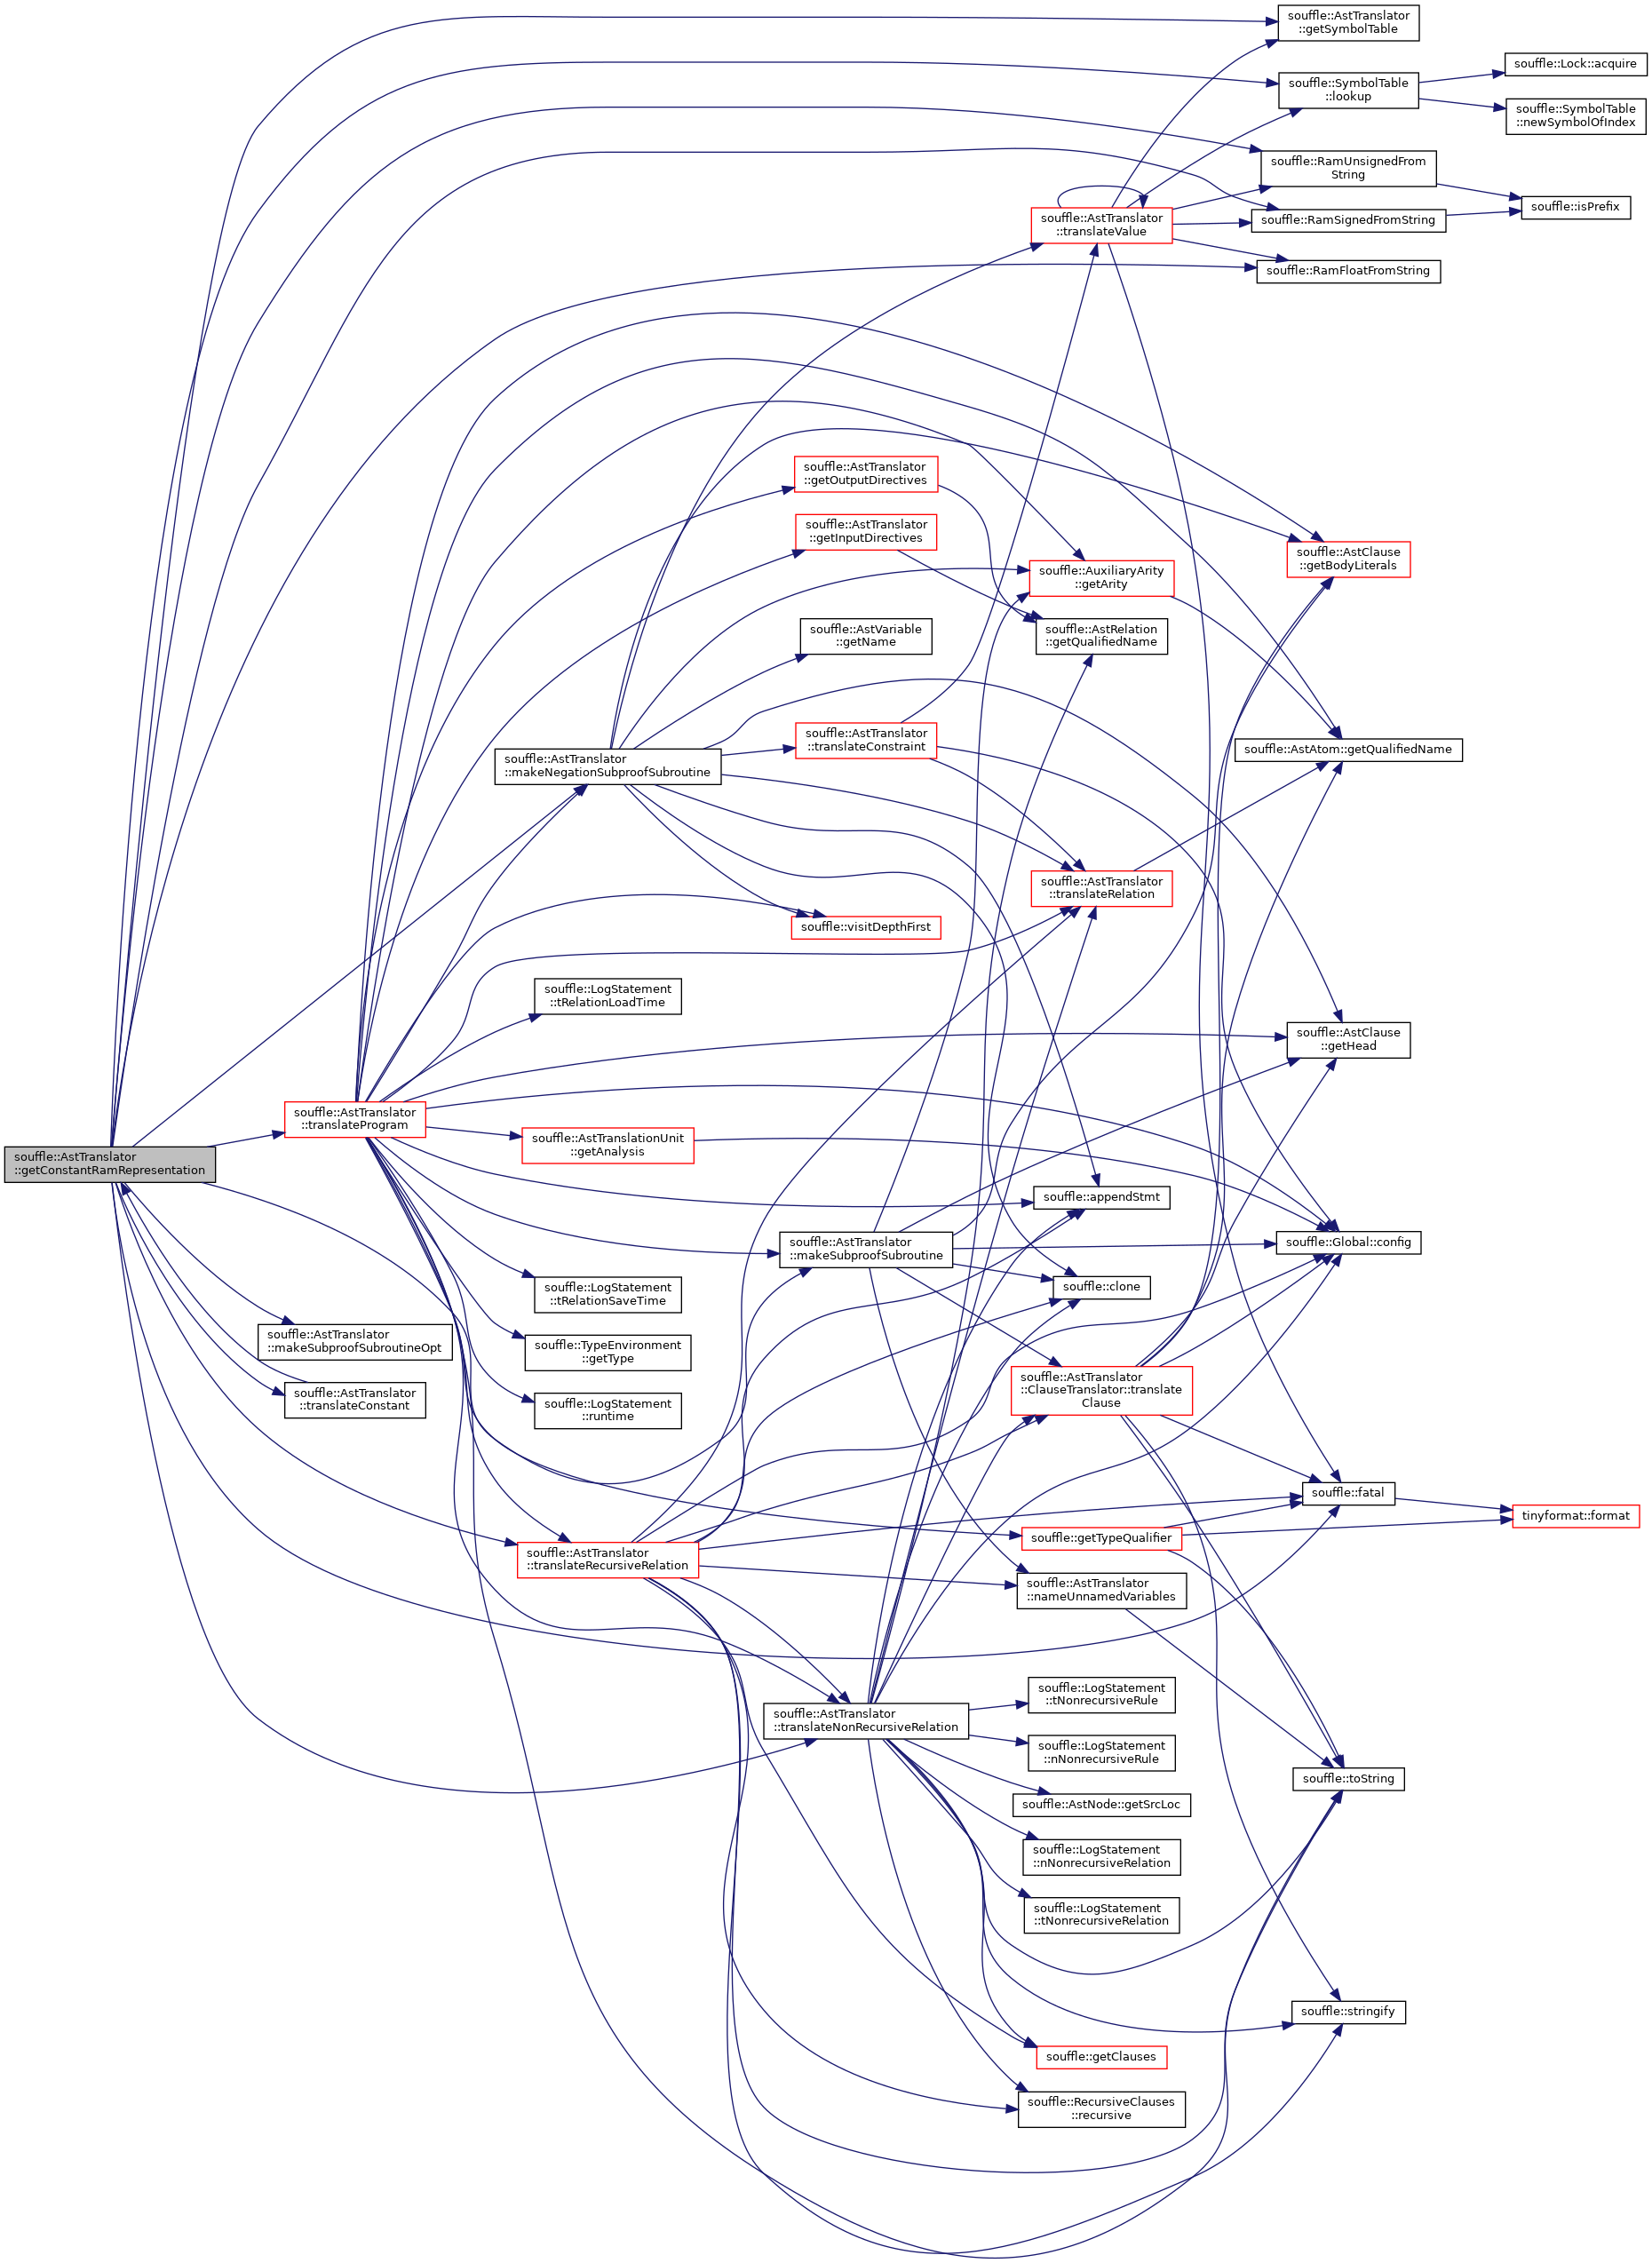 souffle::AstTranslator
::getSymbolTable
souffle::Lock::acquire
souffle::SymbolTable
::lookup
souffle::SymbolTable
::newSymbolOfIndex
souffle::RamUnsignedFrom
String
souffle::isPrefix
souffle::AstTranslator
::translateValue
souffle::RamSignedFromString
souffle::RamFloatFromString
souffle::AstTranslator
::getOutputDirectives
souffle::AstTranslator
::getInputDirectives
souffle::AstClause
::getBodyLiterals
souffle::AuxiliaryArity
::getArity
souffle::AstVariable
::getName
souffle::AstRelation
::getQualifiedName
souffle::AstTranslator
::translateConstraint
souffle::AstAtom::getQualifiedName
souffle::AstTranslator
::makeNegationSubproofSubroutine
souffle::AstTranslator
::translateRelation
souffle::visitDepthFirst
souffle::LogStatement
::tRelationLoadTime
souffle::AstClause
::getHead
souffle::AstTranslator
::translateProgram
souffle::AstTranslationUnit
::getAnalysis
souffle::AstTranslator
::getConstantRamRepresentation
souffle::appendStmt
souffle::AstTranslator
::makeSubproofSubroutine
souffle::Global::config
souffle::LogStatement
::tRelationSaveTime
souffle::clone
souffle::AstTranslator
::makeSubproofSubroutineOpt
souffle::TypeEnvironment
::getType
souffle::AstTranslator
::translateConstant
souffle::AstTranslator
::ClauseTranslator::translate
Clause
souffle::LogStatement
::runtime
souffle::fatal
tinyformat::format
souffle::getTypeQualifier
souffle::AstTranslator
::translateRecursiveRelation
souffle::AstTranslator
::nameUnnamedVariables
souffle::LogStatement
::tNonrecursiveRule
souffle::AstTranslator
::translateNonRecursiveRelation
souffle::LogStatement
::nNonrecursiveRule
souffle::toString
souffle::AstNode::getSrcLoc
souffle::LogStatement
::nNonrecursiveRelation
souffle::LogStatement
::tNonrecursiveRelation
souffle::stringify
souffle::getClauses
souffle::RecursiveClauses
::recursive